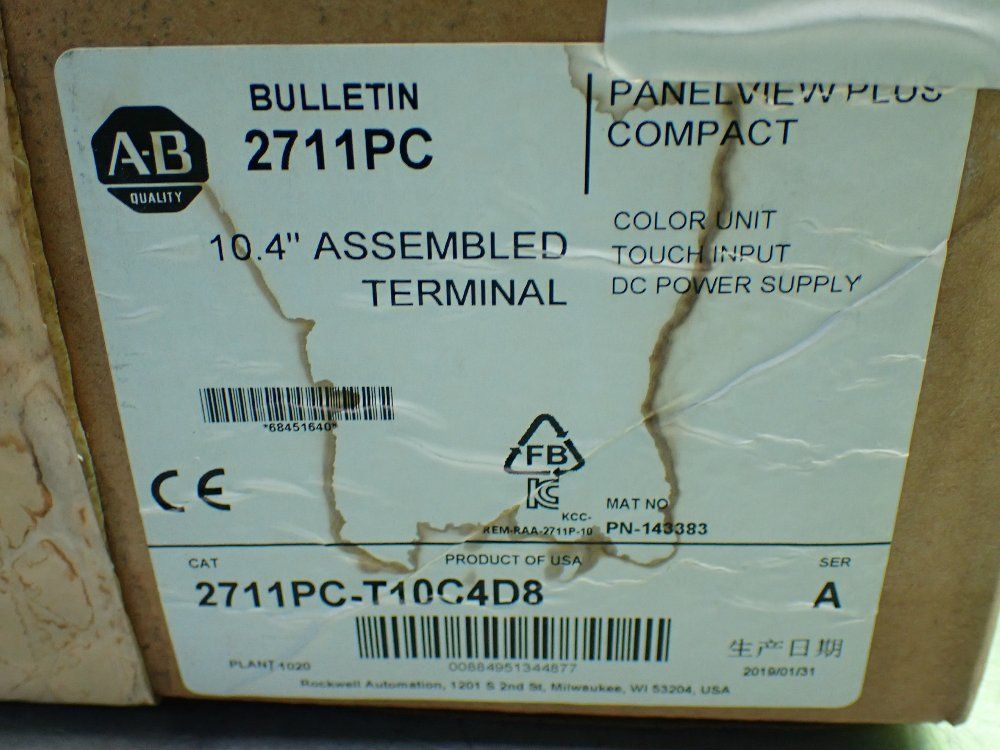 A-B
QUALITY
BULLETIN
2711PC
PANELVIEW PLUS
COMPACT
10.4" ASSEMBLED
TERMINAL
COLOR UNIT
TOUCH INPUT
DC POWER SUPPLY
*68451640*
CE
FB
KC
KCC-
REM-RAA-2711P-10
MAT NO
PN-143383
CAT
PRODUCT OF USA
SER
2711PC-T10C4D8
A
PLANT 1020
00884951344877
生产日期
2019/01/31
Rockwell Automation, 1201 S 2nd St, Milwaukee, WI 53204, USA